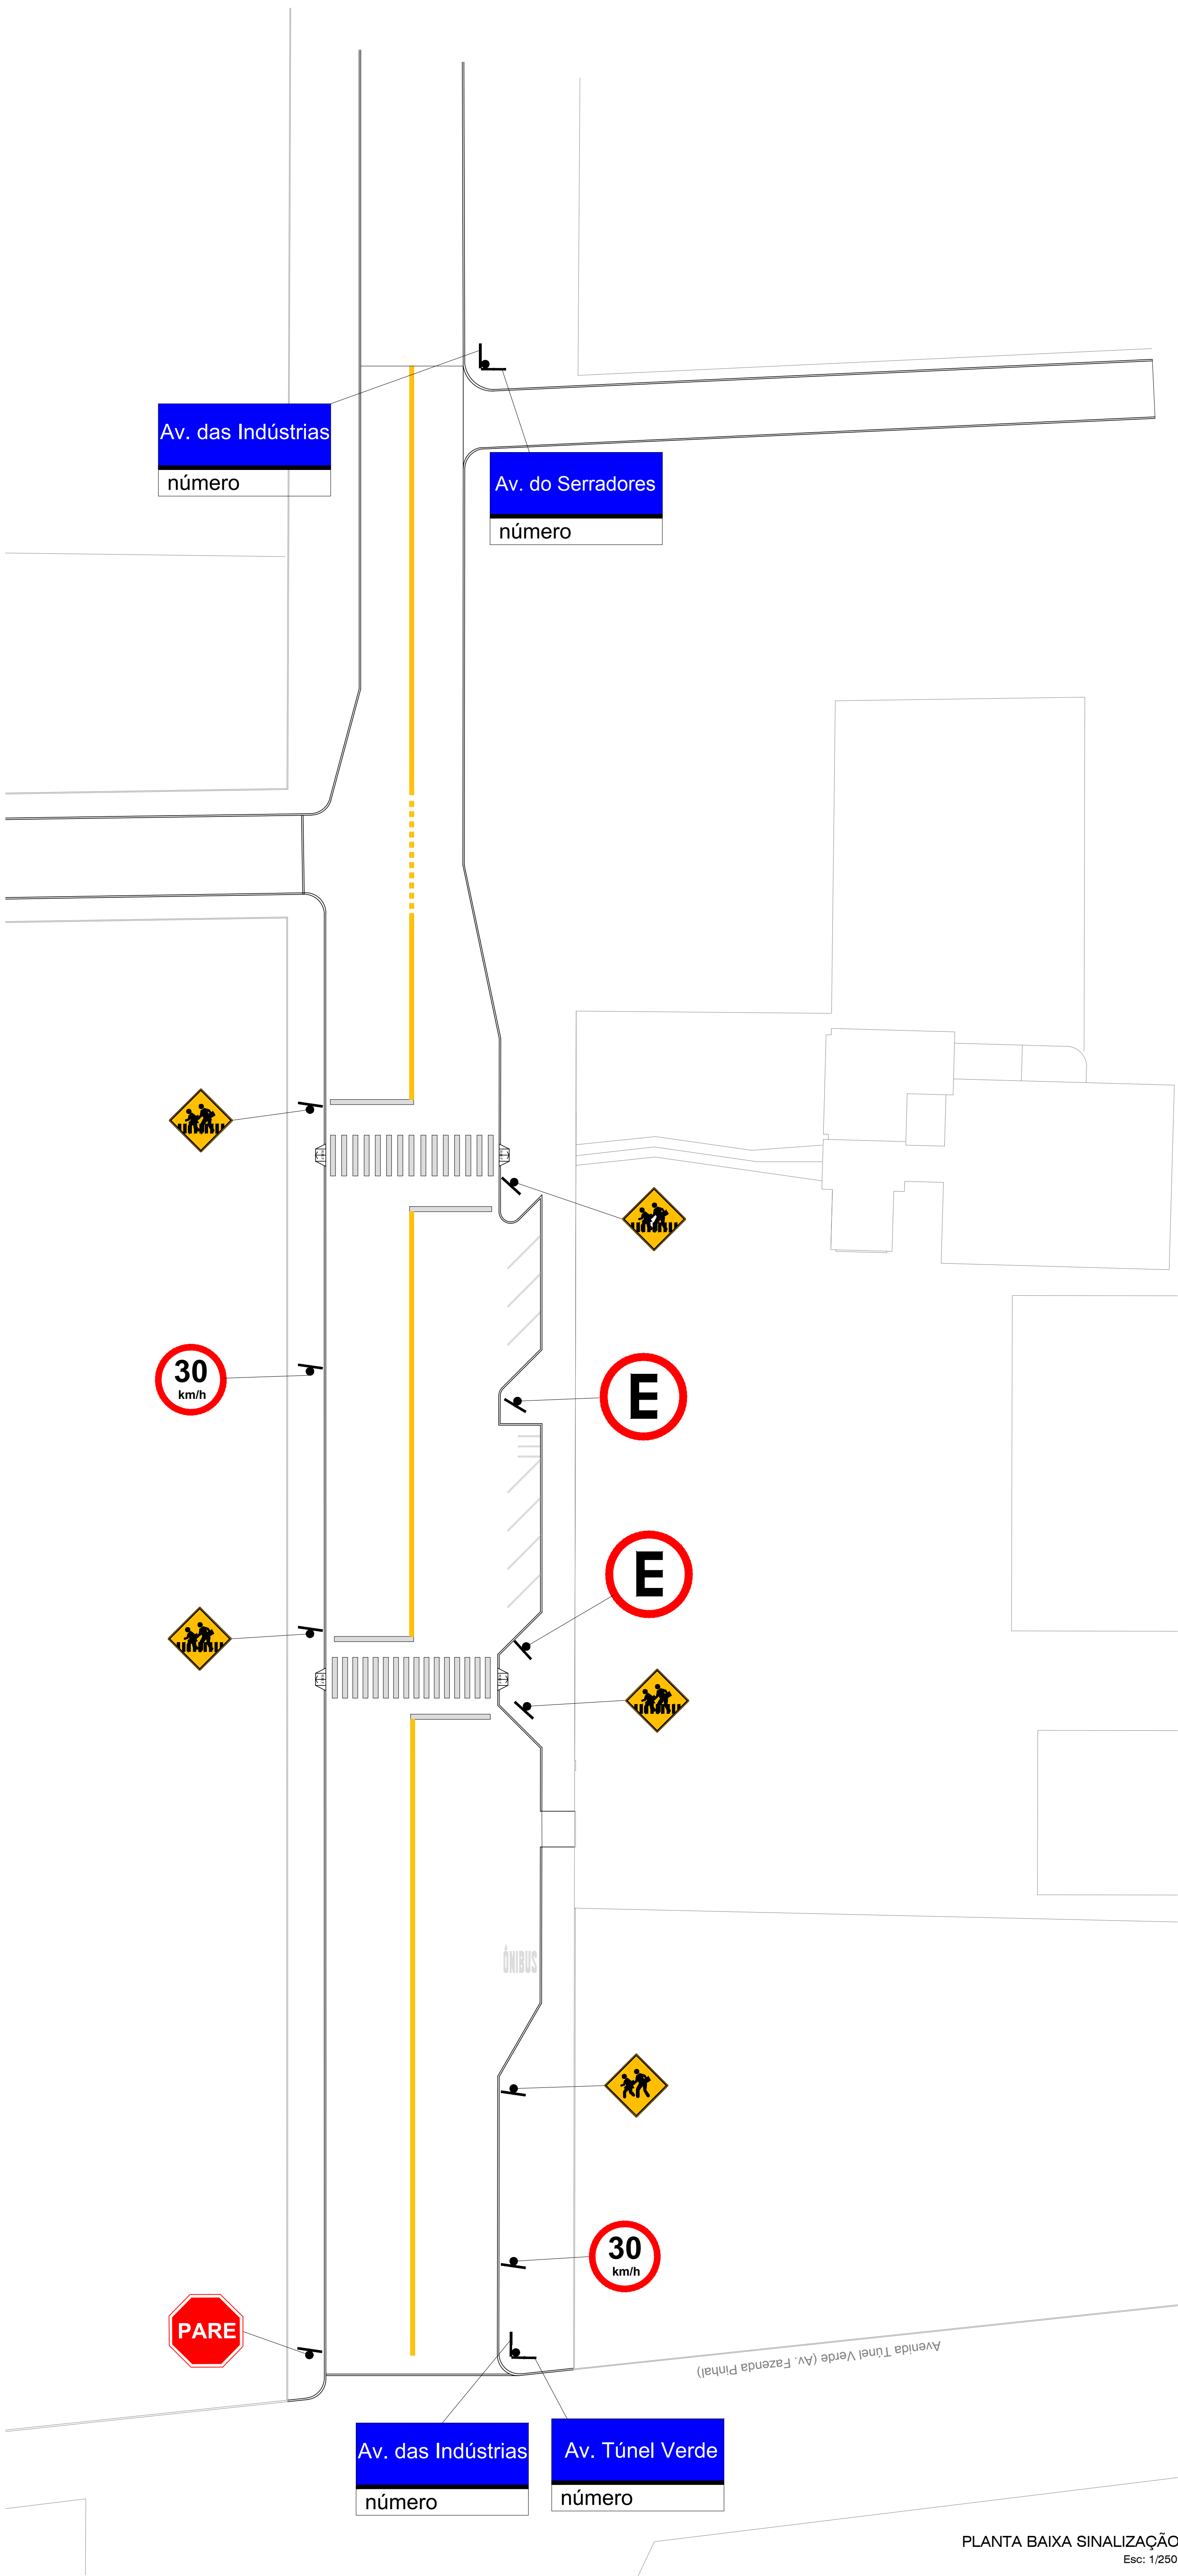 Av. das Indústrias
número
Av. do Serradores
número
30
km/h
E
E
ÔNIBUS
30
km/h
PARE
Avenida Túnel Verde (Av. Fazenda Pinhal)
Av. das Indústrias
número
Av. Túnel Verde
número
PLANTA BAIXA SINALIZAÇÃO
Esc: 1/250